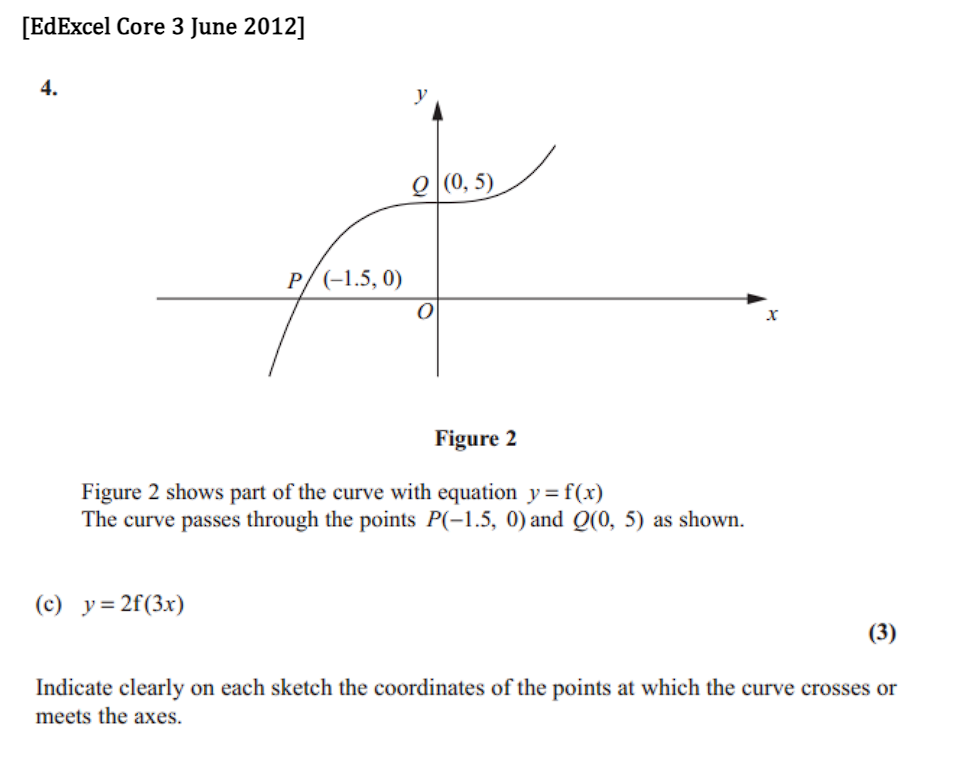 [EdExcel Core 3 June 2012]
4.
y
Q (0, 5)
P (–1.5, 0)
O
x
Figure 2
Figure 2 shows part of the curve with equation y = f(x)
The curve passes through the points P(–1.5, 0) and Q(0, 5) as shown.
(c) y = 2f(3x)
(3)
Indicate clearly on each sketch the coordinates of the points at which the curve crosses or
meets the axes.